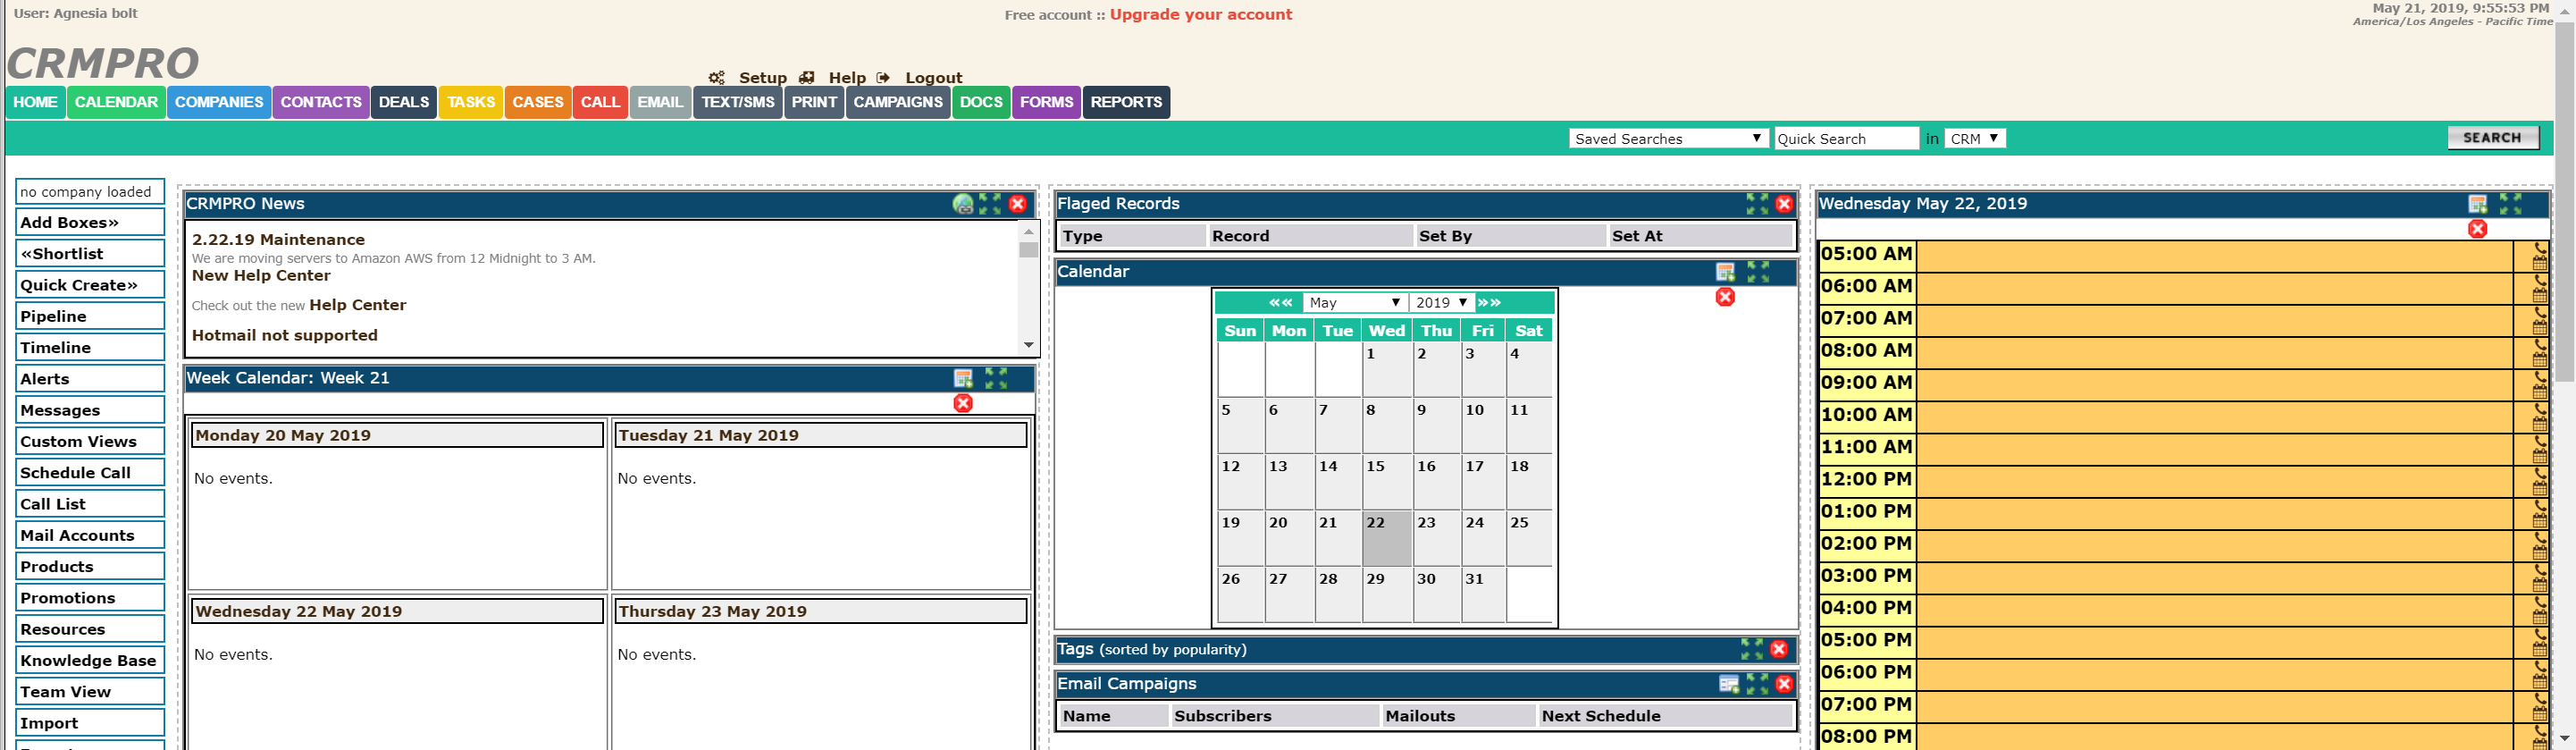 User: Agnesia bolt
Free account :: Upgrade your account
May 21, 2019, 9:55:53 PM
America/Los Angeles - Pacific Time
CRMPRO
Setup Help Logout
HOME CALENDAR COMPANIES CONTACTS DEALS TASKS CASES CALL EMAIL TEXT/SMS PRINT CAMPAIGNS DOCS FORMS REPORTS
Saved Searches Quick Search in CRM SEARCH
no company loaded
Add Boxes»
«Shortlist
Quick Create»
Pipeline
Timeline
Alerts
Messages
Custom Views
Schedule Call
Call List
Mail Accounts
Products
Promotions
Resources
Knowledge Base
Team View
Import
CRMPRO News
2.22.19 Maintenance
We are moving servers to Amazon AWS from 12 Midnight to 3 AM.
New Help Center
Check out the new Help Center
Hotmail not supported
Week Calendar: Week 21
Monday 20 May 2019
No events.
Tuesday 21 May 2019
No events.
Wednesday 22 May 2019
No events.
Thursday 23 May 2019
No events.
Flaged Records
Type Record Set By Set At
Calendar
«« May 2019 »»
Sun Mon Tue Wed Thu Fri Sat
1 2 3 4
5 6 7 8 9 10 11
12 13 14 15 16 17 18
19 20 21 22 23 24 25
26 27 28 29 30 31
Tags (sorted by popularity)
Email Campaigns
Name Subscribers Mailouts Next Schedule
Wednesday May 22, 2019
05:00 AM
06:00 AM
07:00 AM
08:00 AM
09:00 AM
10:00 AM
11:00 AM
12:00 PM
01:00 PM
02:00 PM
03:00 PM
04:00 PM
05:00 PM
06:00 PM
07:00 PM
08:00 PM